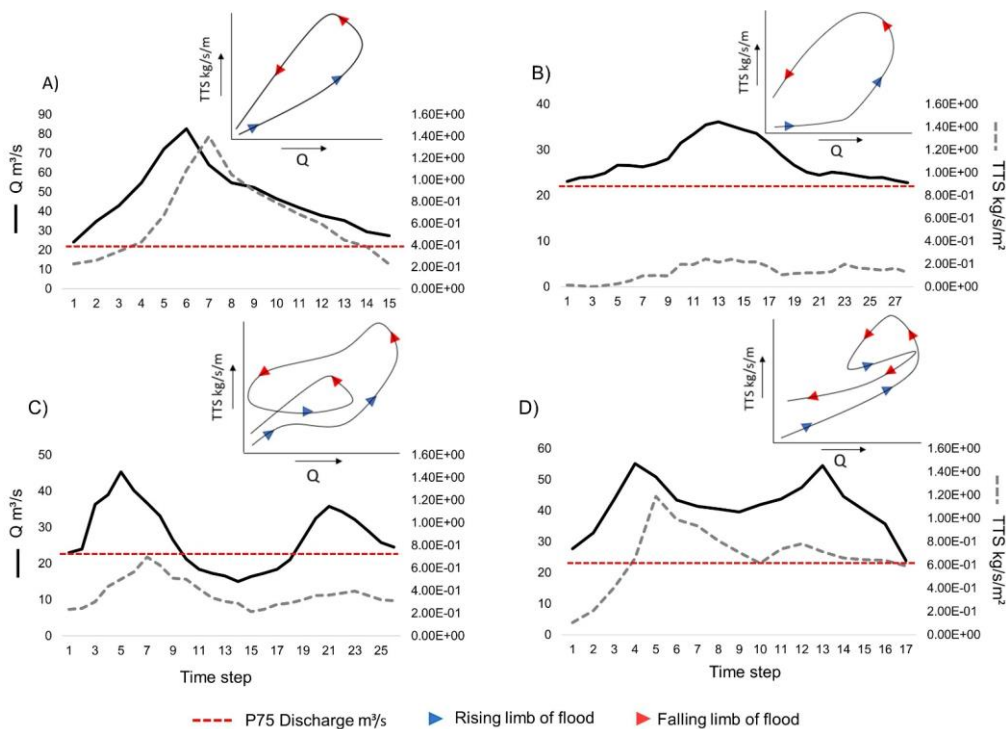 A)
TTS kg/s/m
Q
Q m³/s
90
80
70
60
50
40
30
20
10
0
1.60E+00
1.40E+00
1.20E+00
1.00E+00
8.00E-01
6.00E-01
4.00E-01
2.00E-01
0.00E+00
1 2 3 4 5 6 7 8 9 10 11 12 13 14 15
B)
TTS kg/s/m
Q
40
30
20
10
0
1.60E+00
1.40E+00
1.20E+00
1.00E+00
8.00E-01
6.00E-01
4.00E-01
2.00E-01
0.00E+00
TTS kg/s/m²
1 3 5 7 9 11 13 15 17 19 21 23 25 27
C)
TTS kg/s/m
Q
Q m³/s
50
40
30
20
10
0
1.60E+00
1.40E+00
1.20E+00
1.00E+00
8.00E-01
6.00E-01
4.00E-01
2.00E-01
0.00E+00
1 3 5 7 9 11 13 15 17 19 21 23 25
Time step
D)
TTS kg/s/m
Q
60
50
40
30
20
10
0
1.60E+00
1.40E+00
1.20E+00
1.00E+00
8.00E-01
6.00E-01
4.00E-01
2.00E-01
0.00E+00
TTS kg/s/m²
1 2 3 4 5 6 7 8 9 10 11 12 13 14 15 16 17
Time step
P75 Discharge m³/s
Rising limb of flood
Falling limb of flood